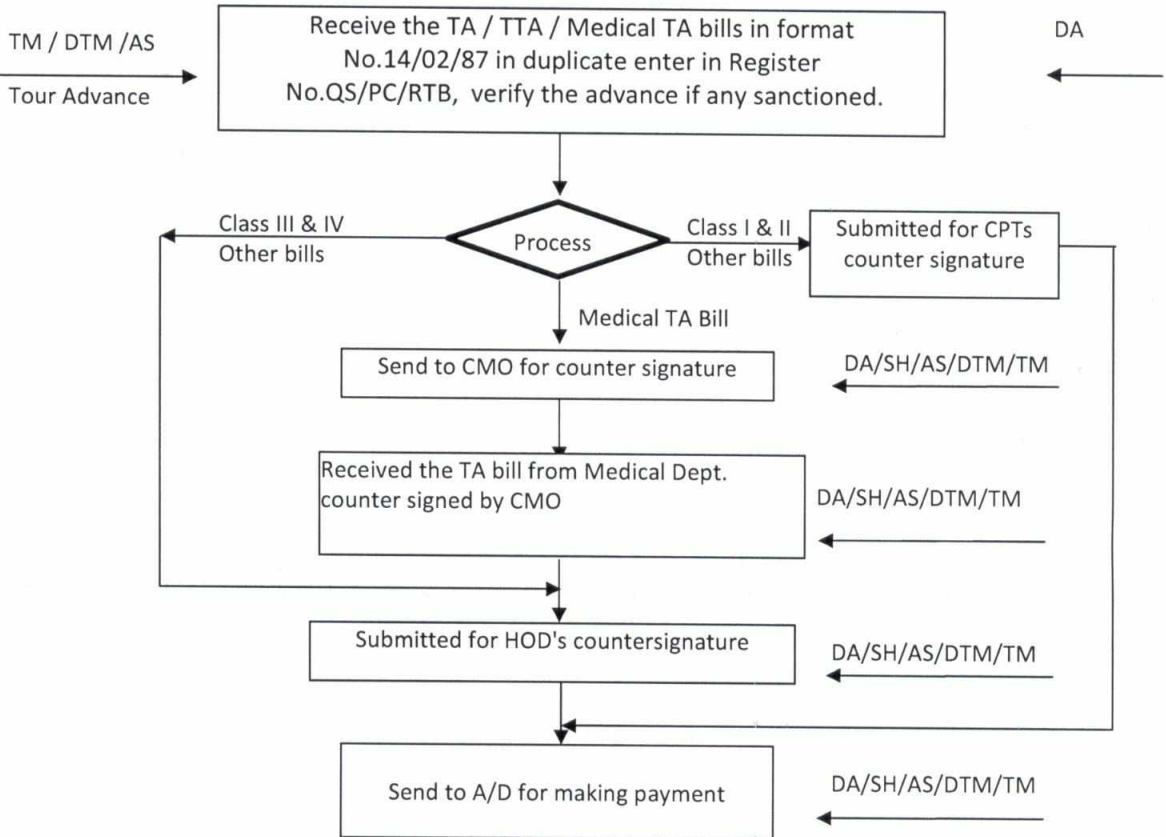 Receive the TA / TTA / Medical TA bills in format
No.14/02/87 in duplicate enter in Register
No.QS/PC/RTB, verify the advance if any sanctioned.
TM / DTM /AS
Tour Advance
DA
Process
Class III & IV
Other bills
Class I & II
Other bills
Submitted for CPTs
counter signature
Medical TA Bill
Send to CMO for counter signature
DA/SH/AS/DTM/TM
Received the TA bill from Medical Dept.
counter signed by CMO
DA/SH/AS/DTM/TM
Submitted for HOD's countersignature
DA/SH/AS/DTM/TM
Send to A/D for making payment
DA/SH/AS/DTM/TM